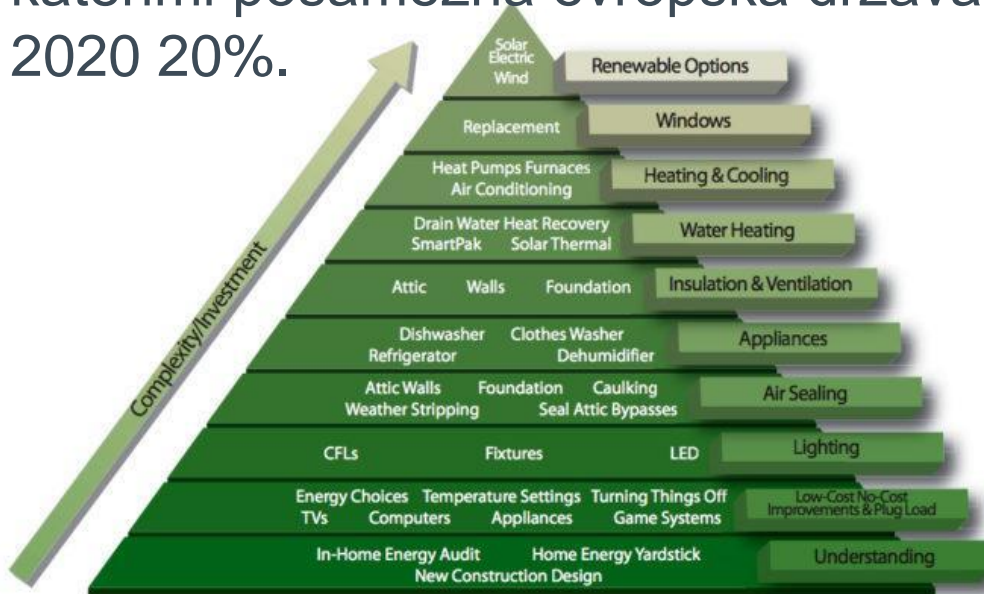 katerimi posamezna evropska država
2020 20%.
Solar
Electric
Wind
Renewable Options
Replacement
Windows
Heat Pumps Furnaces
Air Conditioning
Heating & Cooling
Drain Water Heat Recovery
SmartPak Solar Thermal
Water Heating
Attic Walls Foundation
Insulation & Ventilation
Dishwasher Clothes Washer
Refrigerator Dehumidifier
Appliances
Attic Walls Foundation Caulking
Weather Stripping Seal Attic Bypasses
Air Sealing
CFLs Fixtures LED
Lighting
Energy Choices Temperature Settings Turning Things Off
TVs Computers Appliances Game Systems
Low-Cost No-Cost
Improvements & Plug Load
In-Home Energy Audit Home Energy Yardstick
New Construction Design
Understanding
Complexity/Investment